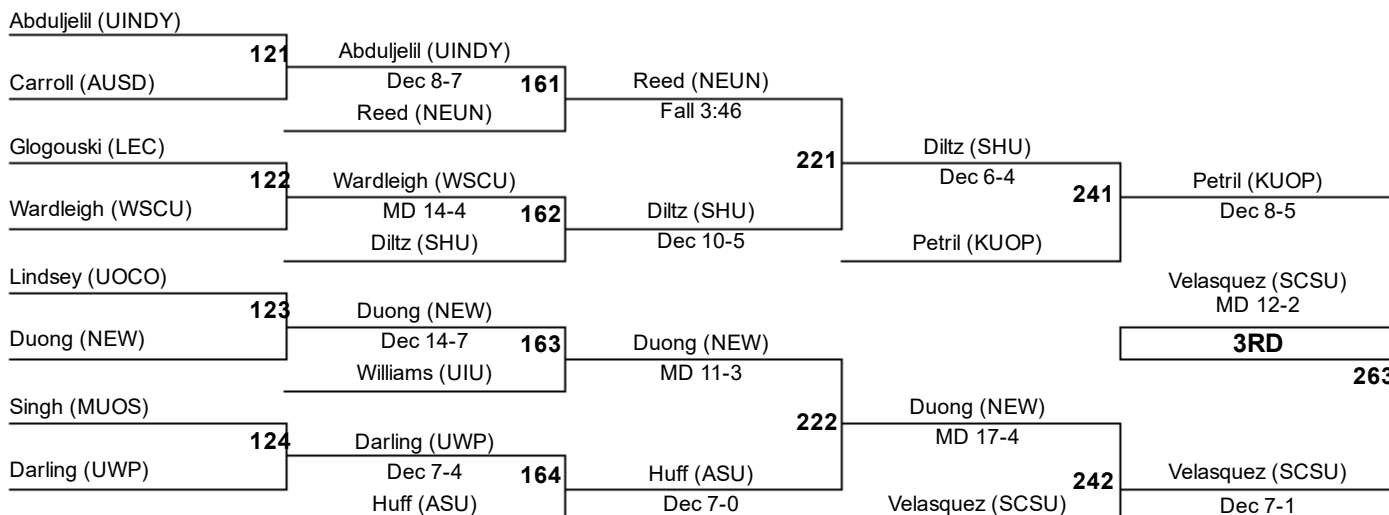 Abduljelil (UINDY)
121
Carroll (AUSD)
Abduljelil (UINDY)
Dec 8-7
161
Reed (NEUN)
Glogouski (LEC)
122
Wardleigh (WSCU)
Wardleigh (WSCU)
MD 14-4
162
Diltz (SHU)
Lindsey (UOCO)
123
Duong (NEW)
Duong (NEW)
Dec 14-7
163
Williams (UIU)
Singh (MUOS)
124
Darling (UWP)
Darling (UWP)
Dec 7-4
164
Huff (ASU)
Reed (NEUN)
Fall 3:46
221
Diltz (SHU)
Dec 10-5
Duong (NEW)
MD 11-3
222
Huff (ASU)
Dec 7-0
Diltz (SHU)
Dec 6-4
241
Petril (KUOP)
Duong (NEW)
MD 17-4
242
Velasquez (SCSU)
Petril (KUOP)
Dec 8-5
Velasquez (SCSU)
MD 12-2
3RD
263
Velasquez (SCSU)
Dec 7-1